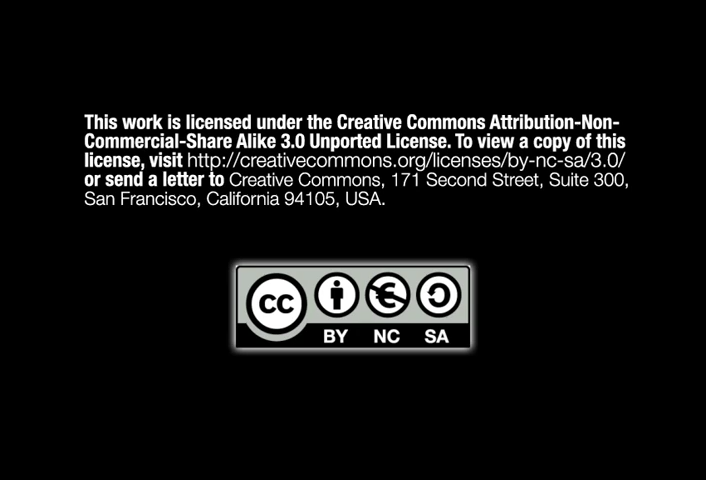 This work is licensed under the Creative Commons Attribution-Non-
Commercial-Share Alike 3.0 Unported License. To view a copy of this
license, visit http://creativecommons.org/licenses/by-nc-sa/3.0/
or send a letter to Creative Commons, 171 Second Street, Suite 300,
San Francisco, California 94105, USA.
cc
BY NC SA